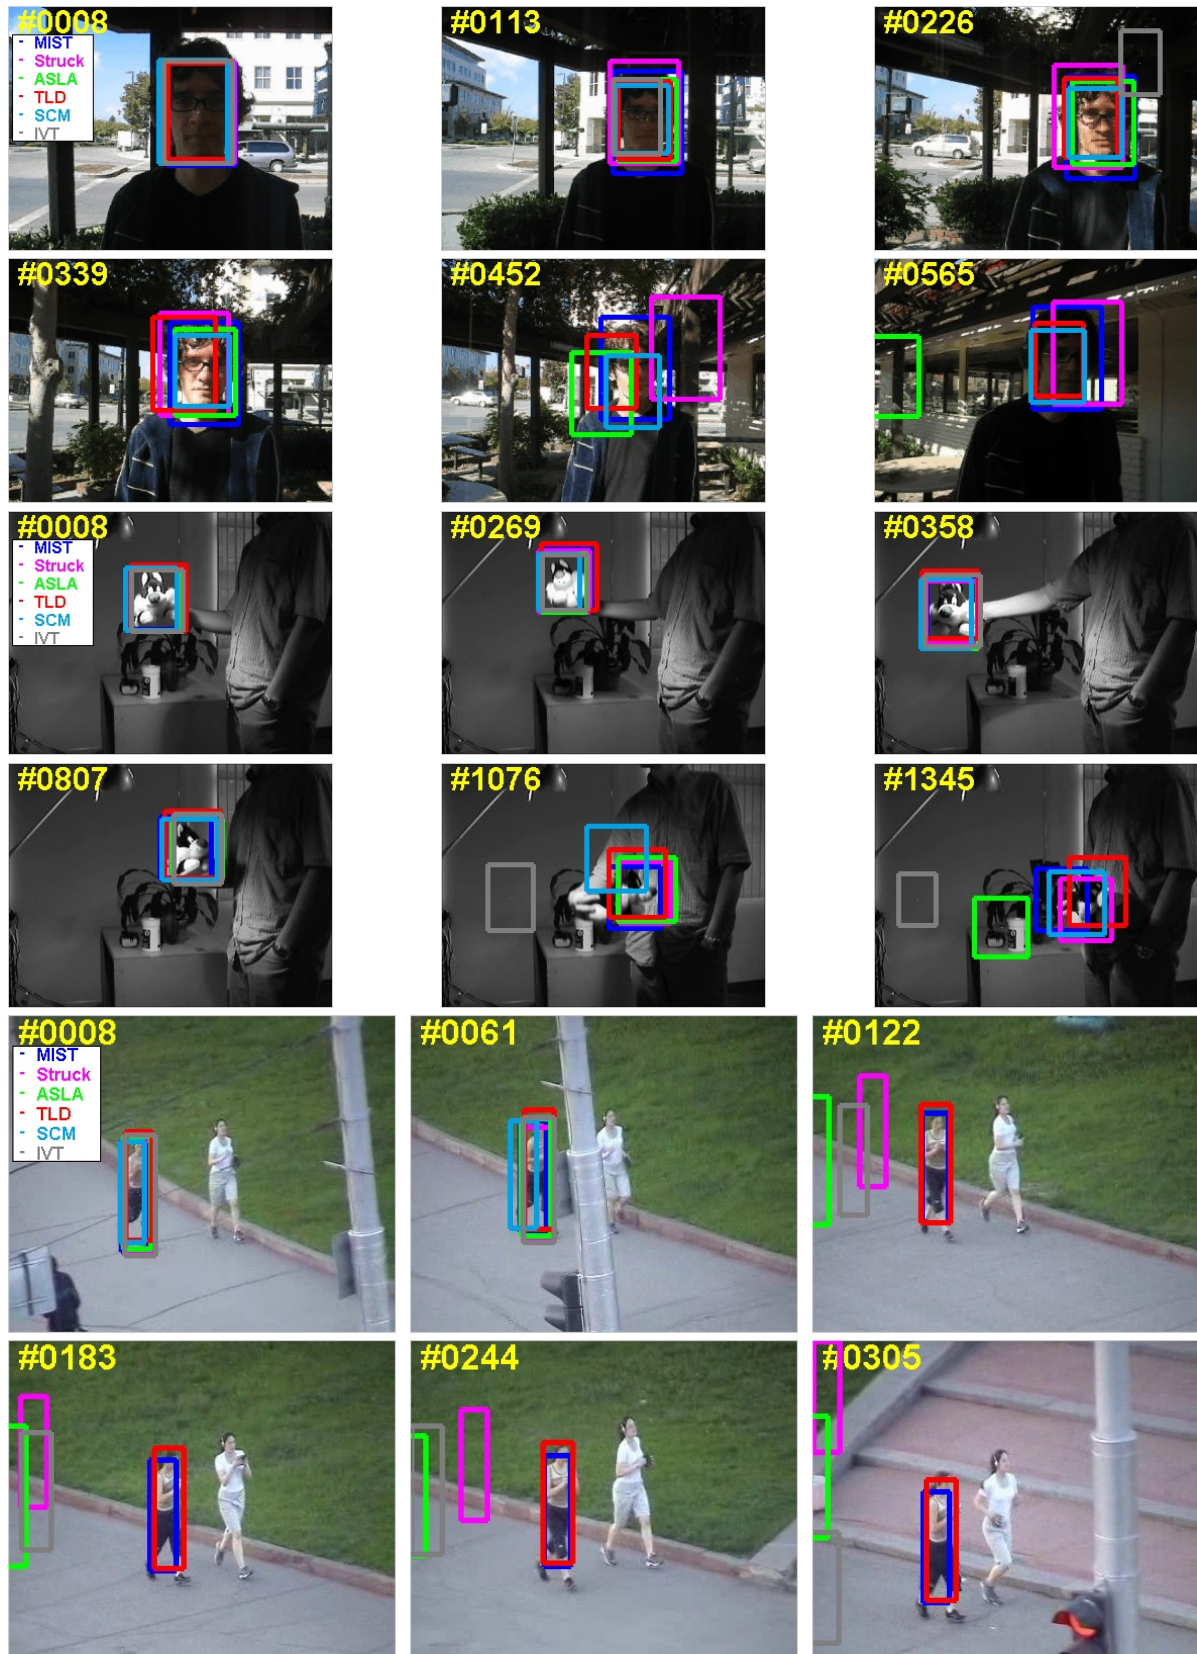 #0008
- MIST
- Struck
- ASLA
- TLD
- SCM
- IVT
#0113
#0226
#0339
#0452
#0565
#0008
- MIST
- Struck
- ASLA
- TLD
- SCM
- IVT
#0269
#0358
#0807
#1076
#1345
#0008
- MIST
- Struck
- ASLA
- TLD
- SCM
- IVT
#0061
#0122
#0183
#0244
#0305